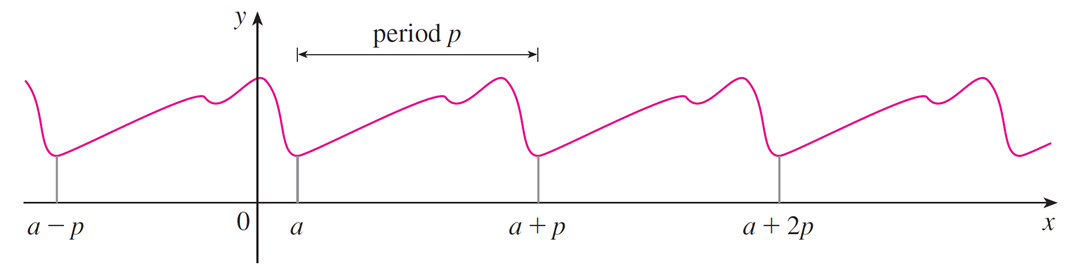 y
period p
0
a − p
a
a + p
a + 2p
x